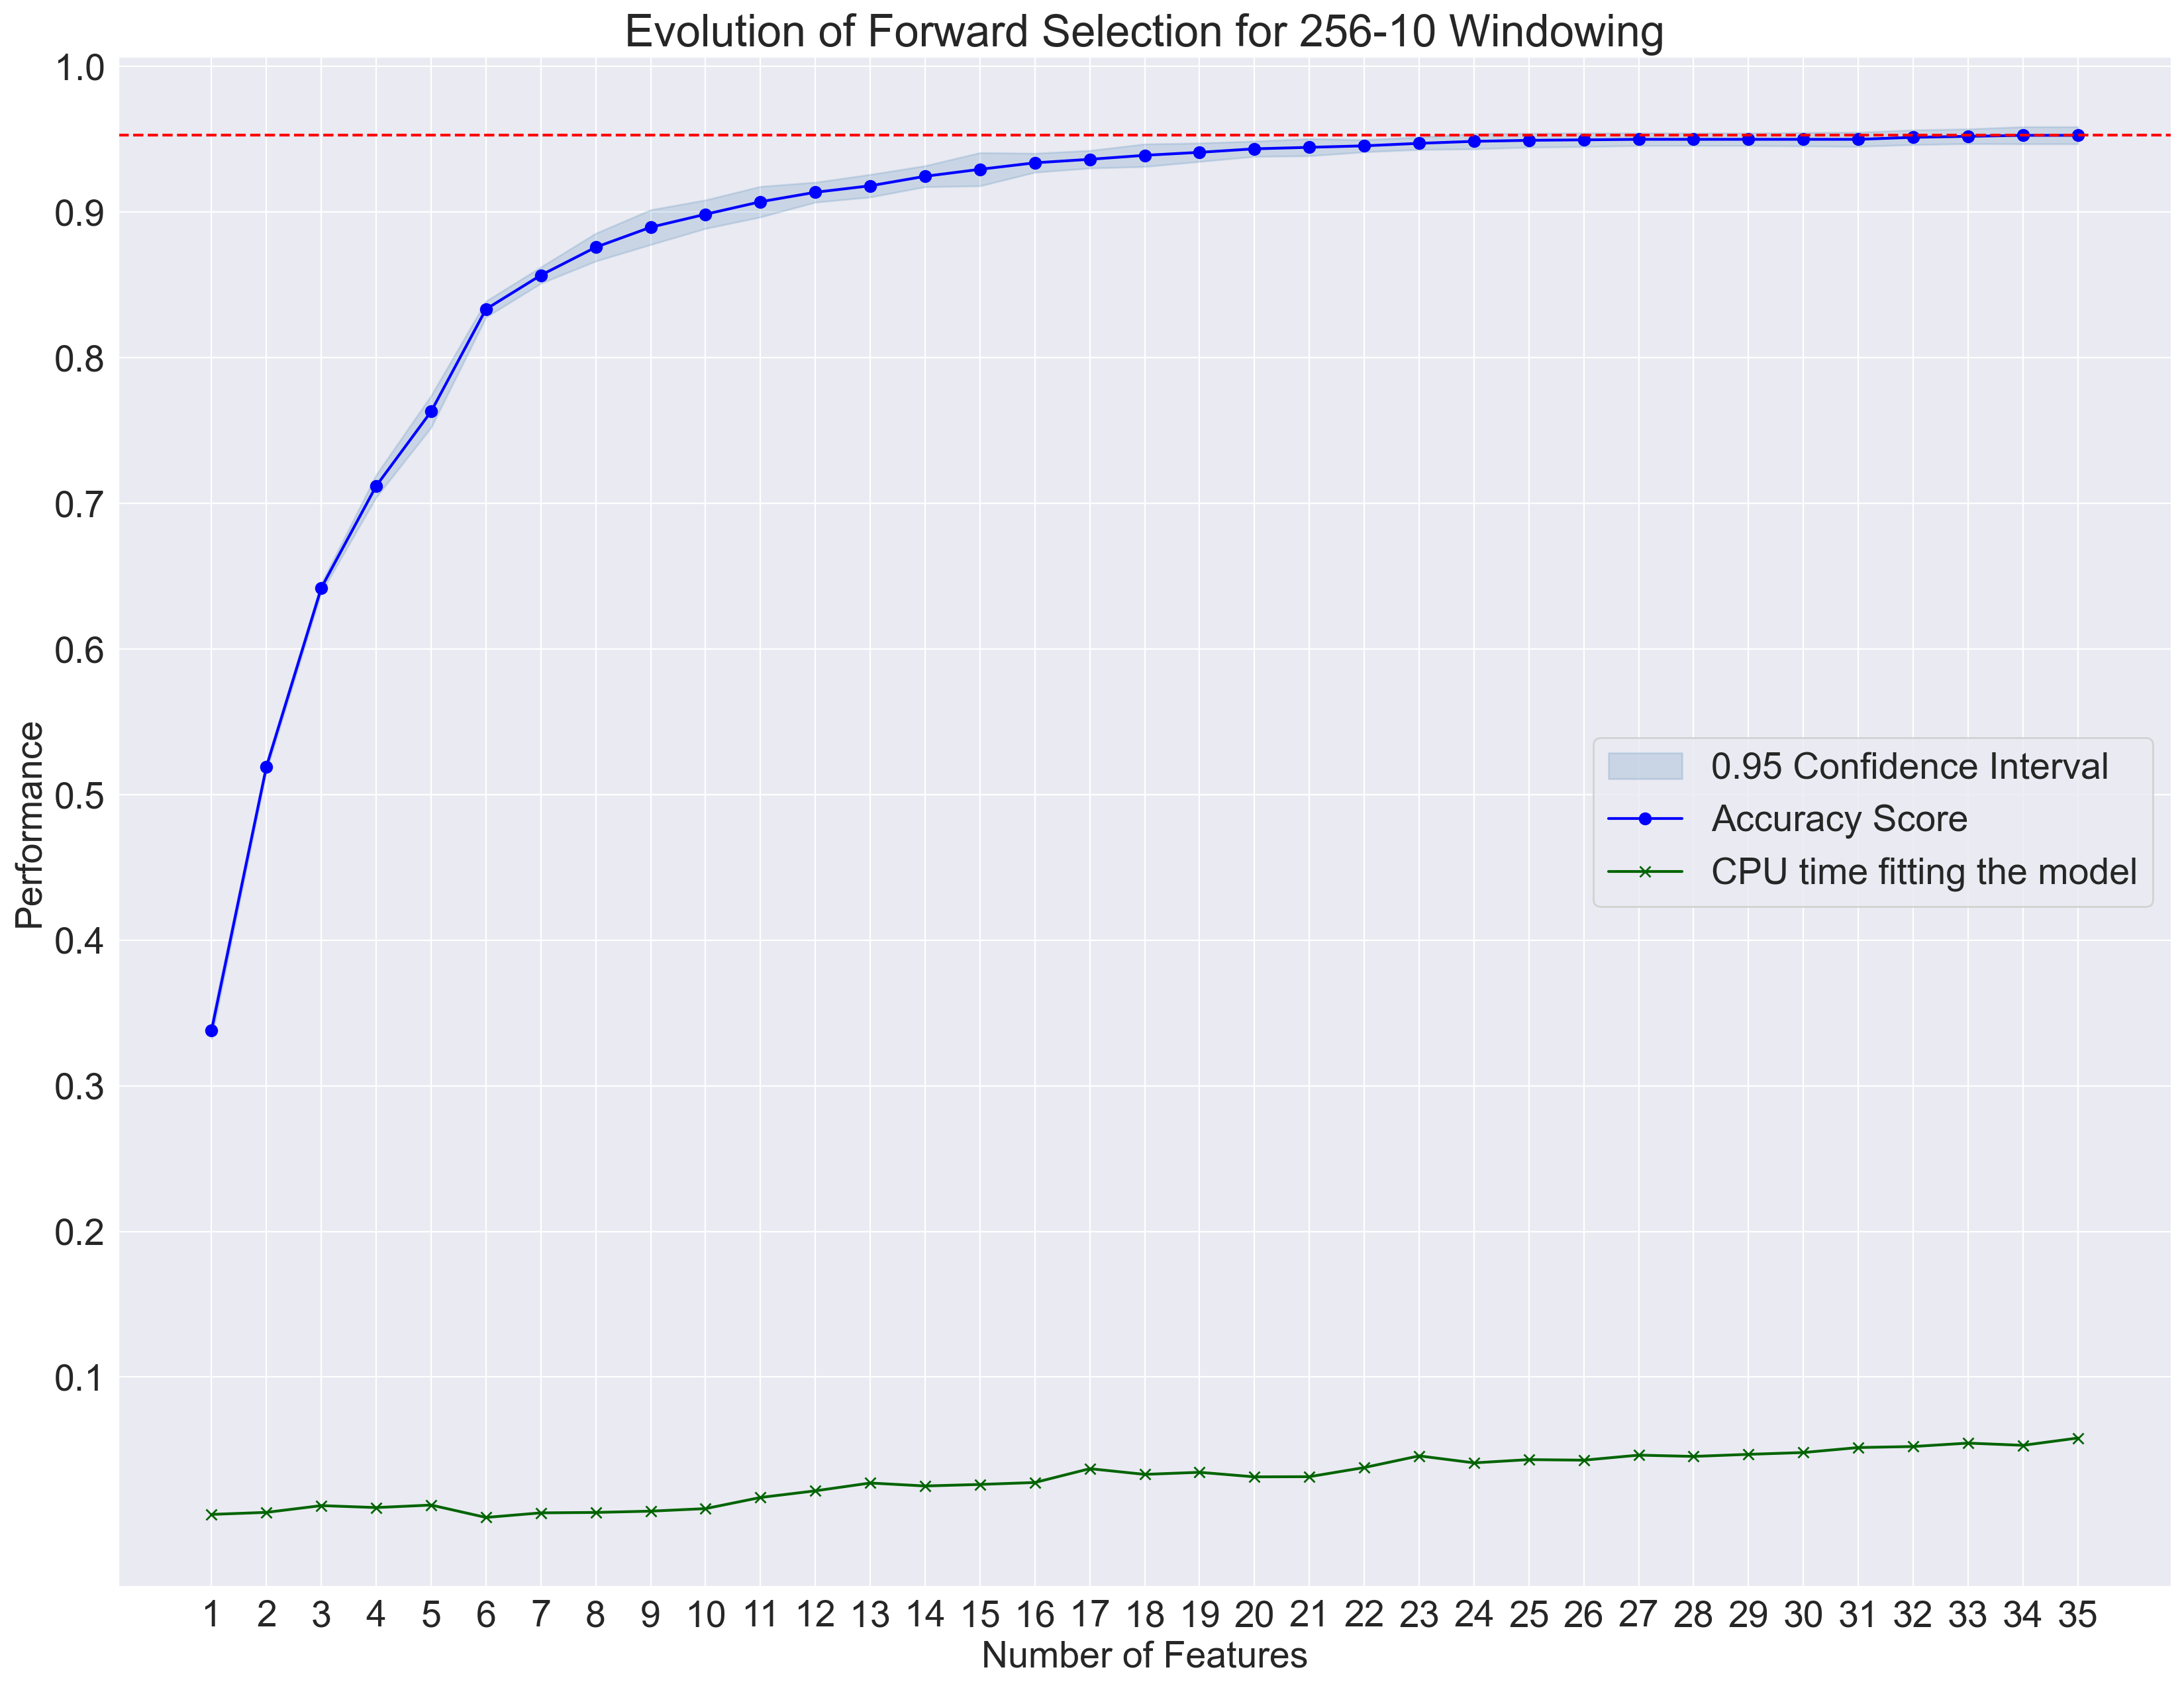 Evolution of Forward Selection for 256-10 Windowing
1.0
0.9
0.8
0.7
0.6
0.5
0.4
0.3
0.2
0.1
Performance
0.95 Confidence Interval
Accuracy Score
CPU time fitting the model
1 2 3 4 5 6 7 8 9 10 11 12 13 14 15 16 17 18 19 20 21 22 23 24 25 26 27 28 29 30 31 32 33 34 35
Number of Features